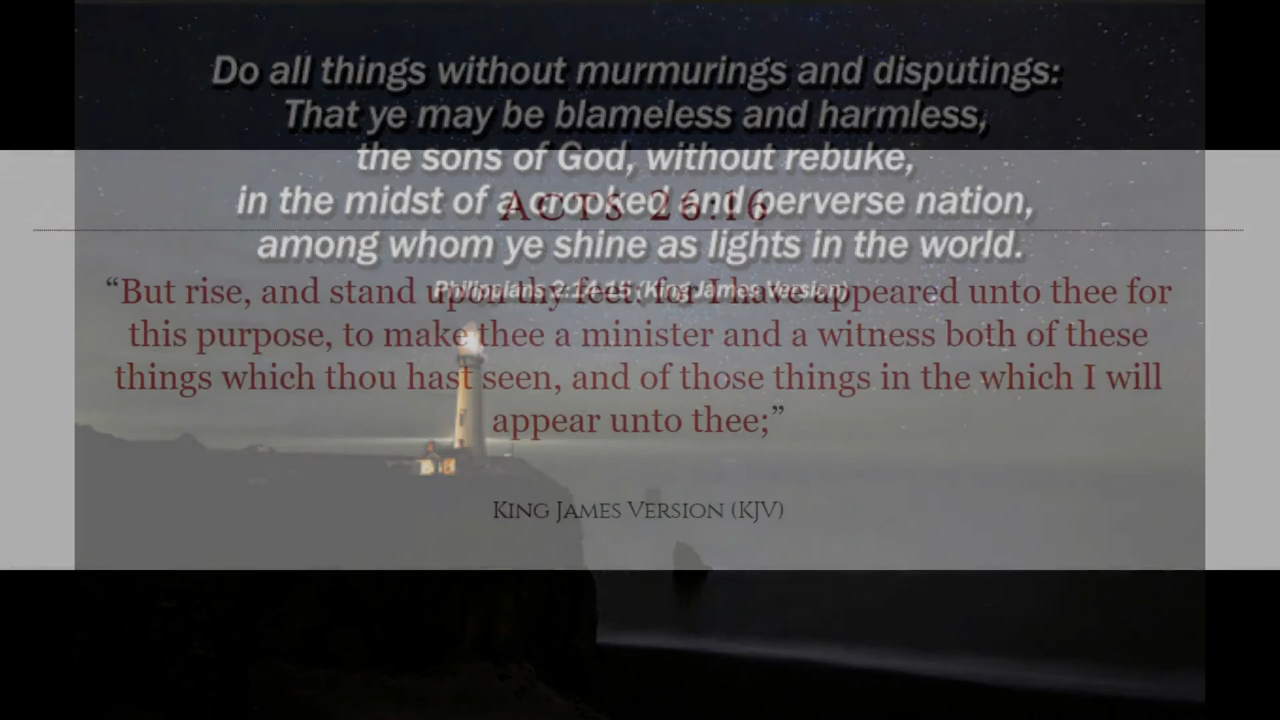 Do all things without murmurings and disputings:
That ye may be blameless and harmless,
the sons of God, without rebuke,
in the midst of a crooked and perverse nation,
among whom ye shine as lights in the world.
Philippians 2:14-15 (King James Version)
ACTS 26:16
“But rise, and stand upon thy feet: for I have appeared unto thee for
this purpose, to make thee a minister and a witness both of these
things which thou hast seen, and of those things in the which I will
appear unto thee;”
King James Version (KJV)